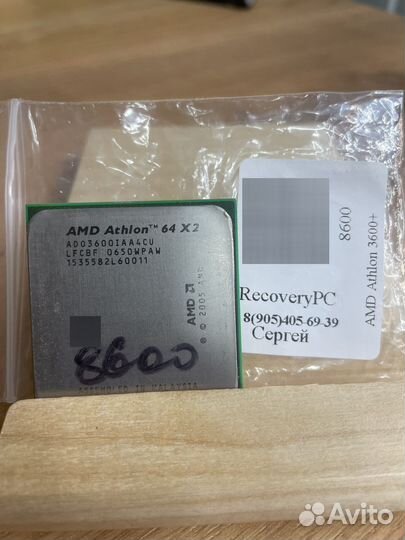 AMD Athlon™ 64 X2
ADO3600IAA4CU
LFCBF 0650WPAW
1535582L60011
AMD
© 2005 AMD
8600
ASSEMBLED IN MALAYSIA
8600
AMD Athlon 3600+
RecoveryPC
8(905)405-69-39
Сергей
Avito